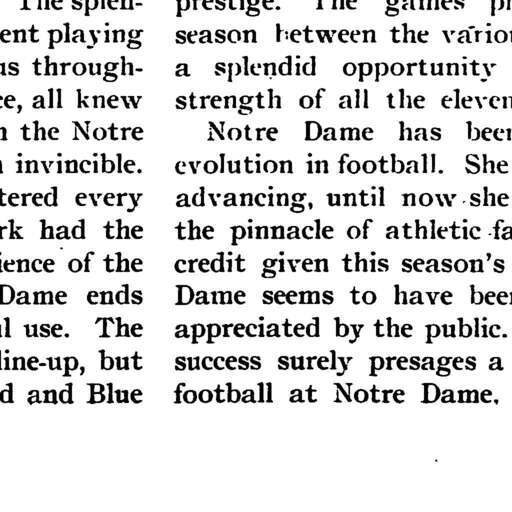 The splen-
ent playing
us through-
ce, all knew
the Notre
invincible.
tered every
rk had the
ience of the
Dame ends
l use. The
line-up, but
d and Blue
prestige. The games
season between the vario
a splendid opportunity
strength of all the eleven
Notre Dame has been
evolution in football. She
advancing, until now she
the pinnacle of athletic fa
credit given this season's
Dame seems to have been
appreciated by the public.
success surely presages a
football at Notre Dame.